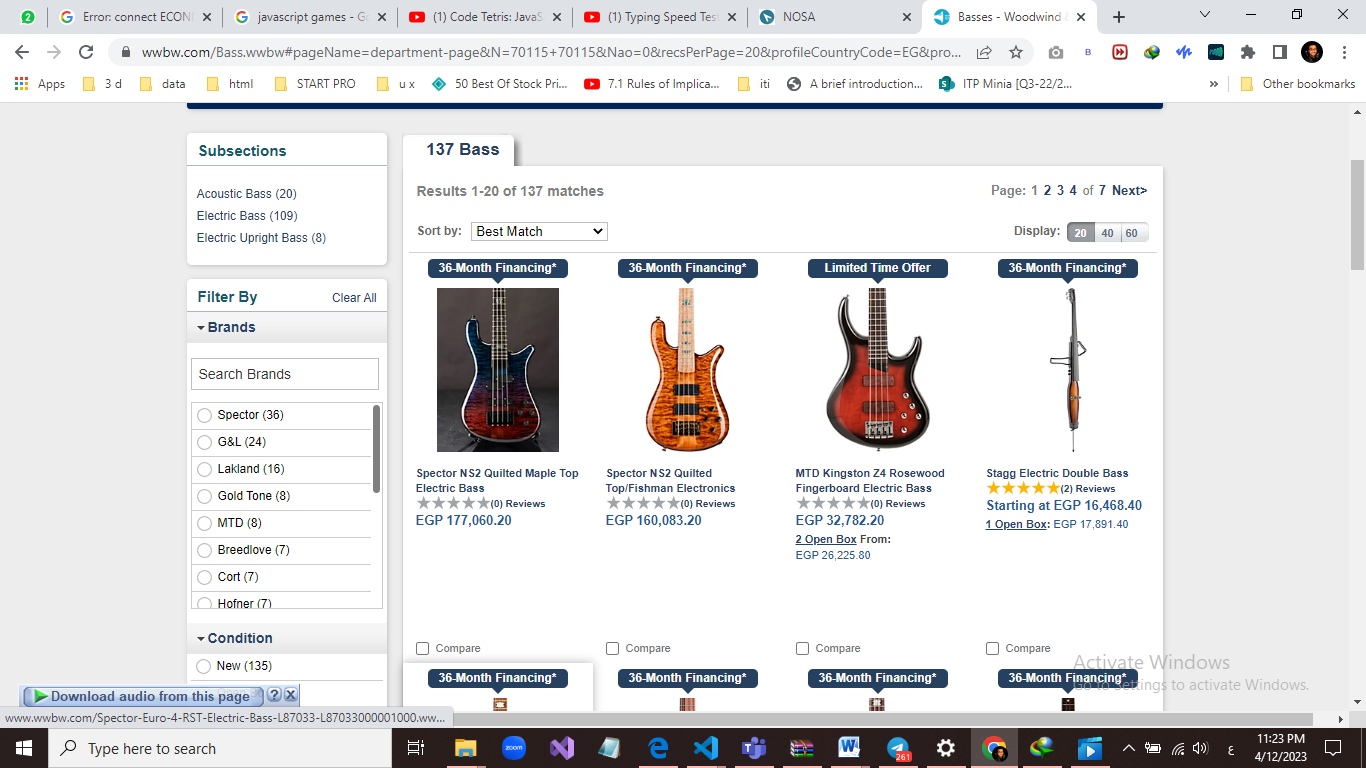 2
Error: connect ECONN
javascript games - Go
(1) Code Tetris: JavaS
(1) Typing Speed Test
NOSA
Basses - Woodwind &
wwbw.com/Bass.wwbw#pageName=department-page&N=70115+70115&Nao=0&recsPerPage=20&profileCountryCode=EG&pro...
Apps
3 d
data
html
START PRO
u x
50 Best Of Stock Pri...
7.1 Rules of Implica...
iti
A brief introduction...
ITP Minia [Q3-22/2...
»
Other bookmarks
Subsections
Acoustic Bass (20)
Electric Bass (109)
Electric Upright Bass (8)
Filter By
Clear All
Brands
Search Brands
Spector (36)
G&L (24)
Lakland (16)
Gold Tone (8)
MTD (8)
Breedlove (7)
Cort (7)
Hofner (7)
Condition
New (135)
137 Bass
Results 1-20 of 137 matches
Page: 1 2 3 4 of 7 Next>
Sort by: Best Match
Display: 20 40 60
36-Month Financing*
Spector NS2 Quilted Maple Top
Electric Bass
(0) Reviews
EGP 177,060.20
Compare
36-Month Financing*
Spector NS2 Quilted
Top/Fishman Electronics
(0) Reviews
EGP 160,083.20
Compare
Limited Time Offer
MTD Kingston Z4 Rosewood
Fingerboard Electric Bass
(0) Reviews
EGP 32,782.20
2 Open Box From:
EGP 26,225.80
Compare
36-Month Financing*
Stagg Electric Double Bass
(2) Reviews
Starting at EGP 16,468.40
1 Open Box: EGP 17,891.40
Compare
36-Month Financing*
36-Month Financing*
36-Month Financing*
36-Month Financing*
Activate Windows
Go to Settings to activate Windows.
Download audio from this page
?
X
www.wwbw.com/Spector-Euro-4-RST-Electric-Bass-L87033-L87033000001000.ww...
Type here to search
zoom
261
ع
11:23 PM
4/12/2023